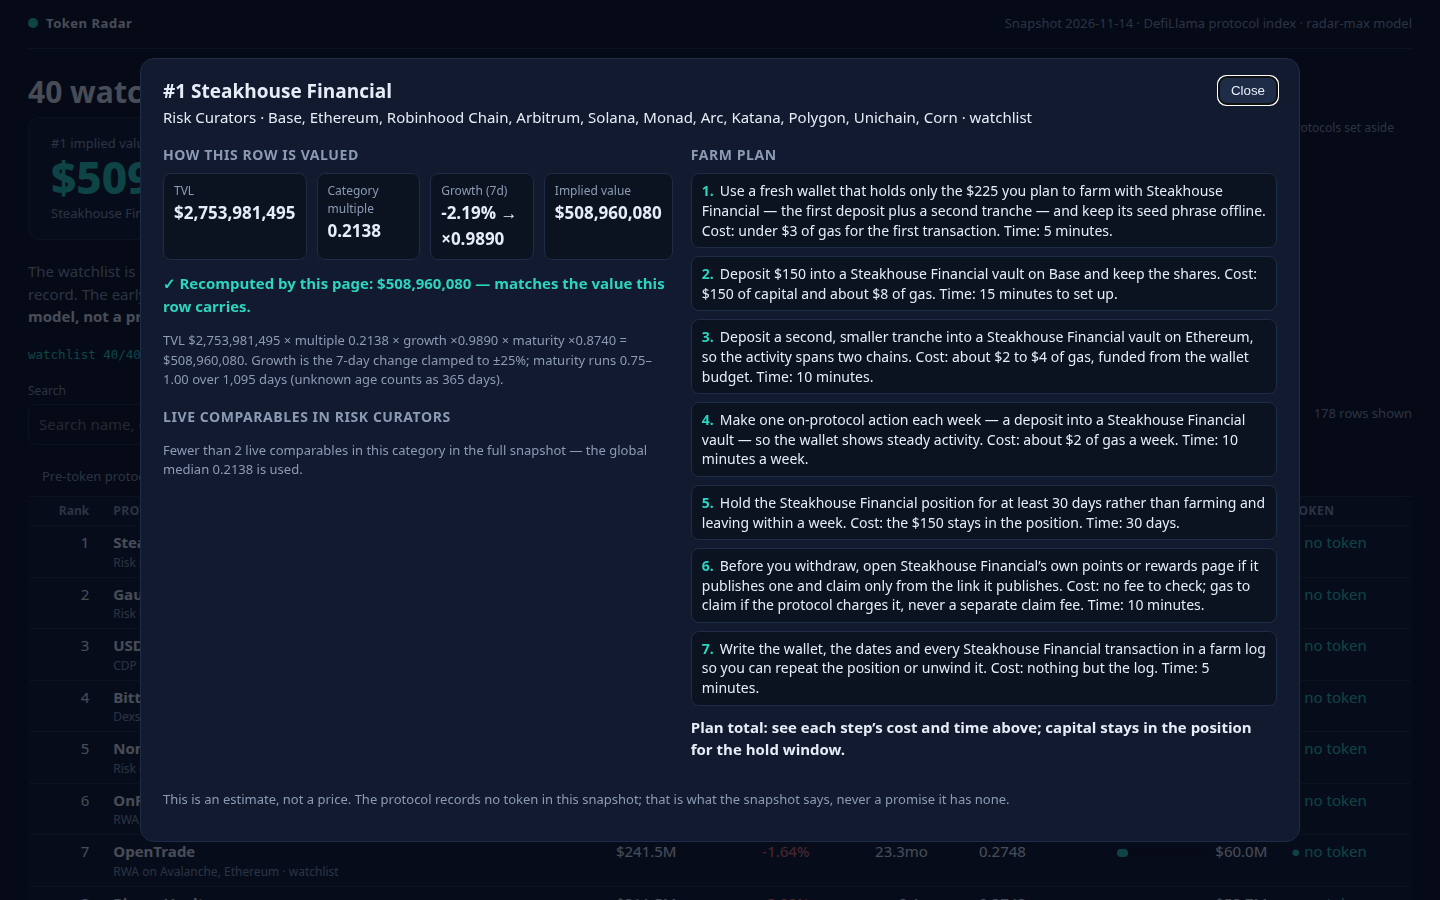 Token Radar
Snapshot 2026-11-14 · DefiLlama protocol index · radar-max model
40 watc
#1 implied valu
$509
Steakhouse Fin
otocols set aside
The watchlist is
record. The early
model, not a pr
watchlist 40/40
Search
Search name,
178 rows shown
Pre-token proto
Rank PRO OKEN
1 Stea no token
Risk
2 Gau no token
Risk
3 USD no token
CDP
4 Bitt no token
Dexs
5 Nor no token
Risk
6 OnR no token
RWA
7 OpenTrade $241.5M -1.64% 23.3mo 0.2748 $60.0M no token
RWA on Avalanche, Ethereum · watchlist
#1 Steakhouse Financial
Close
Risk Curators · Base, Ethereum, Robinhood Chain, Arbitrum, Solana, Monad, Arc, Katana, Polygon, Unichain, Corn · watchlist
HOW THIS ROW IS VALUED
TVL
$2,753,981,495
Category
multiple
0.2138
Growth (7d)
-2.19% →
×0.9890
Implied value
$508,960,080
✓ Recomputed by this page: $508,960,080 — matches the value this
row carries.
TVL $2,753,981,495 × multiple 0.2138 × growth ×0.9890 × maturity ×0.8740 =
$508,960,080. Growth is the 7-day change clamped to ±25%; maturity runs 0.75–
1.00 over 1,095 days (unknown age counts as 365 days).
LIVE COMPARABLES IN RISK CURATORS
Fewer than 2 live comparables in this category in the full snapshot — the global
median 0.2138 is used.
FARM PLAN
1. Use a fresh wallet that holds only the $225 you plan to farm with Steakhouse
Financial — the first deposit plus a second tranche — and keep its seed phrase offline.
Cost: under $3 of gas for the first transaction. Time: 5 minutes.
2. Deposit $150 into a Steakhouse Financial vault on Base and keep the shares. Cost:
$150 of capital and about $8 of gas. Time: 15 minutes to set up.
3. Deposit a second, smaller tranche into a Steakhouse Financial vault on Ethereum,
so the activity spans two chains. Cost: about $2 to $4 of gas, funded from the wallet
budget. Time: 10 minutes.
4. Make one on-protocol action each week — a deposit into a Steakhouse Financial
vault — so the wallet shows steady activity. Cost: about $2 of gas a week. Time: 10
minutes a week.
5. Hold the Steakhouse Financial position for at least 30 days rather than farming and
leaving within a week. Cost: the $150 stays in the position. Time: 30 days.
6. Before you withdraw, open Steakhouse Financial’s own points or rewards page if it
publishes one and claim only from the link it publishes. Cost: no fee to check; gas to
claim if the protocol charges it, never a separate claim fee. Time: 10 minutes.
7. Write the wallet, the dates and every Steakhouse Financial transaction in a farm log
so you can repeat the position or unwind it. Cost: nothing but the log. Time: 5
minutes.
Plan total: see each step’s cost and time above; capital stays in the position
for the hold window.
This is an estimate, not a price. The protocol records no token in this snapshot; that is what the snapshot says, never a promise it has none.